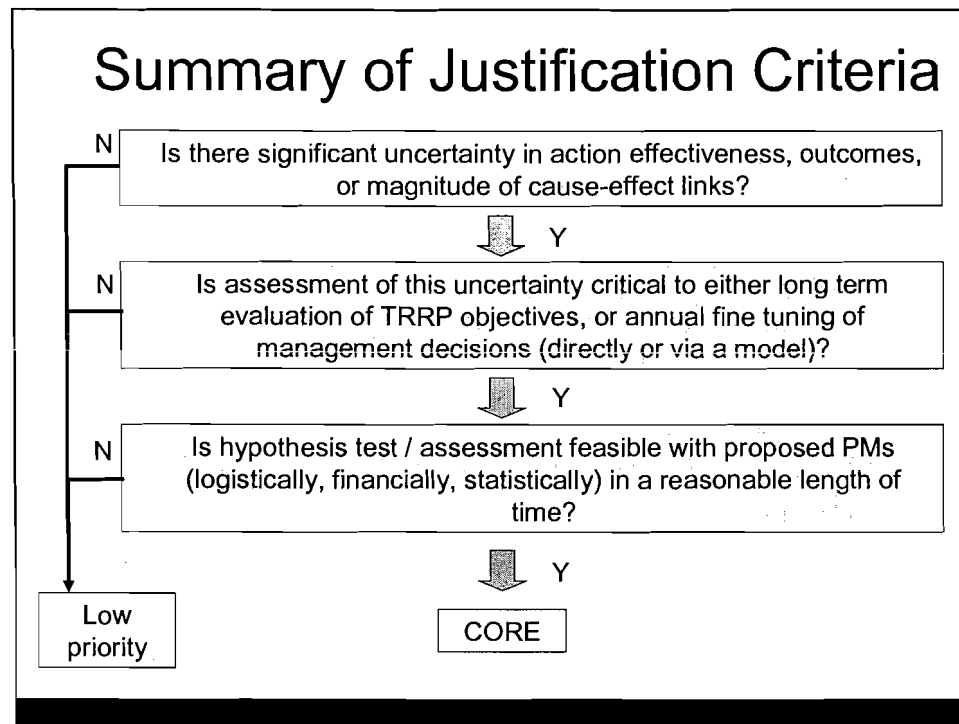 Summary of Justification Criteria
N
Is there significant uncertainty in action effectiveness, outcomes,
or magnitude of cause-effect links?
Y
N
Is assessment of this uncertainty critical to either long term
evaluation of TRRP objectives, or annual fine tuning of
management decisions (directly or via a model)?
Y
N
Is hypothesis test / assessment feasible with proposed PMs
(logistically, financially, statistically) in a reasonable length of
time?
Y
Low
priority
CORE